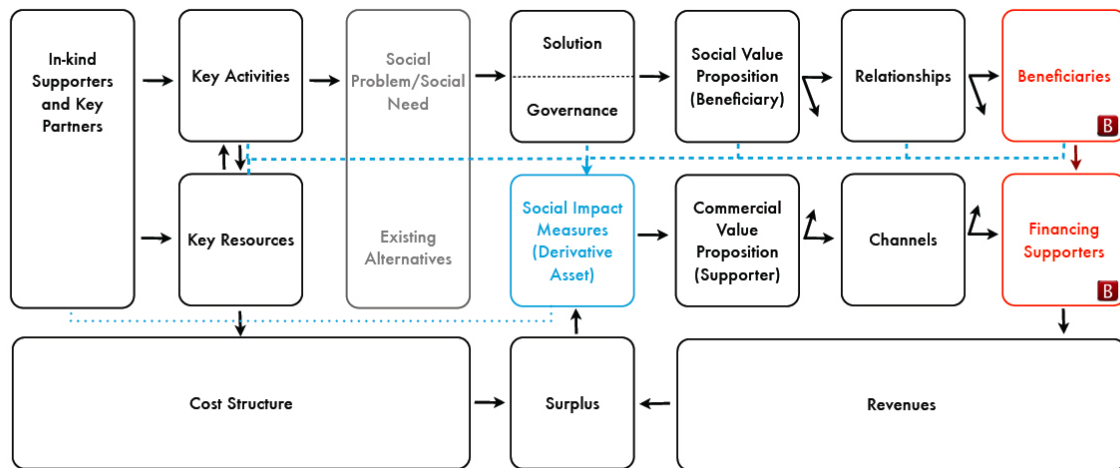 In-kind
Supporters
and Key
Partners
Key Activities
Social
Problem/Social
Need
Solution
Governance
Social Value
Proposition
(Beneficiary)
Relationships
Beneficiaries
B
Key Resources
Existing
Alternatives
Social Impact
Measures
(Derivative
Asset)
Commercial
Value
Proposition
(Supporter)
Channels
Financing
Supporters
B
Cost Structure
Surplus
Revenues